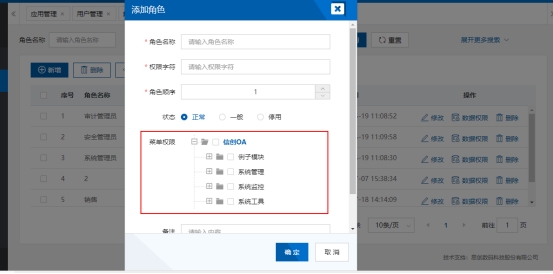 应用管理 × 用户管理 ×
添加角色
角色名称 请输入角色名称
重置 展开更多搜索
新增 删除
序号 角色名称 操作
1 审计管理员 -19 11:08:52 修改 数据权限 删除
2 安全管理员 -19 11:09:58 修改 数据权限 删除
3 系统管理员 -19 11:08:30 修改 数据权限 删除
4 2 -07 15:38:34 修改 数据权限 删除
5 销售 -18 14:14:09 修改 数据权限 删除
10条/页 1 前往 1 页
* 角色名称 请输入角色名称
* 权限字符 请输入权限字符
* 角色顺序 1
状态 正常 一般 停用
菜单权限 信创OA
例子模块
系统管理
系统监控
系统工具
备注 请输入内容
确定 取消